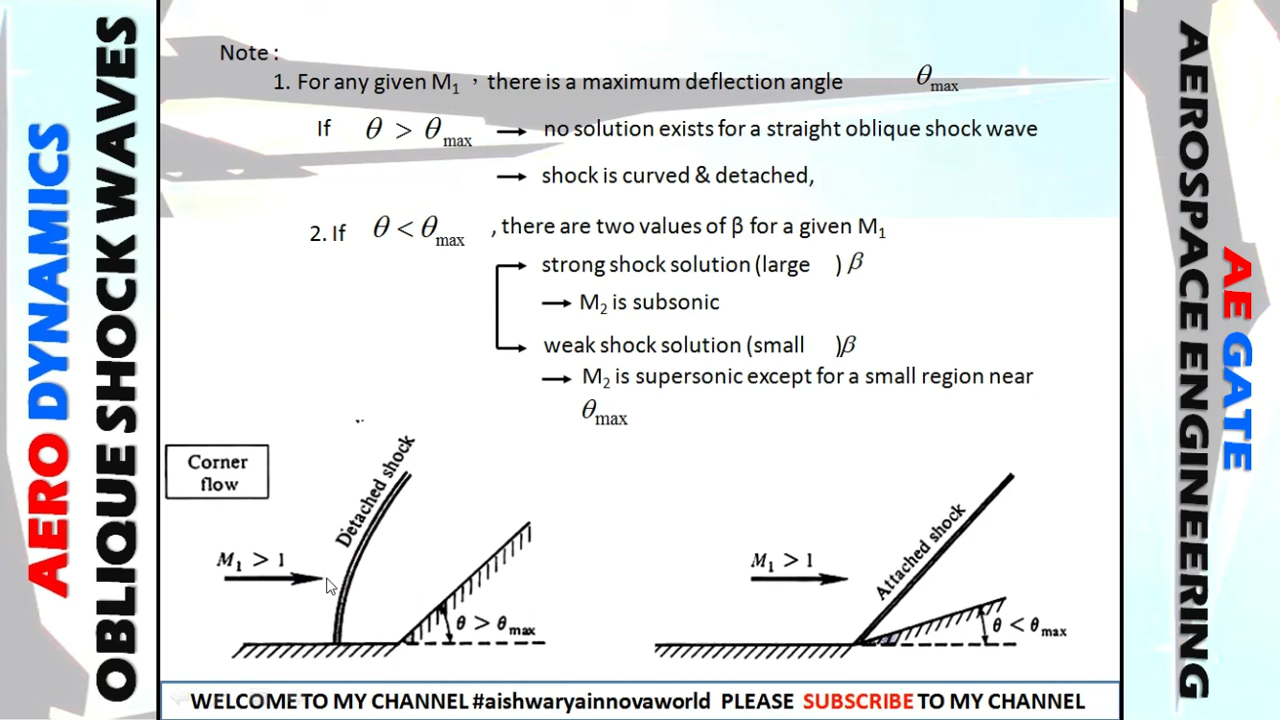 AERO DYNAMICS
OBLIQUE SHOCK WAVES
Note :
1. For any given M₁ , there is a maximum deflection angle θmax
If θ > θmax → no solution exists for a straight oblique shock wave
→ shock is curved & detached,
2. If θ < θmax , there are two values of β for a given M₁
strong shock solution (large ) β
→ M₂ is subsonic
weak shock solution (small )β
→ M₂ is supersonic except for a small region near
θmax
Corner
flow
Detached shock
M₁ > 1
θ > θmax
M₁ > 1
Attached shock
θ < θmax
WELCOME TO MY CHANNEL #aishwaryainnovaworld PLEASE SUBSCRIBE TO MY CHANNEL
AEROSPACE ENGINEERING
AE GATE